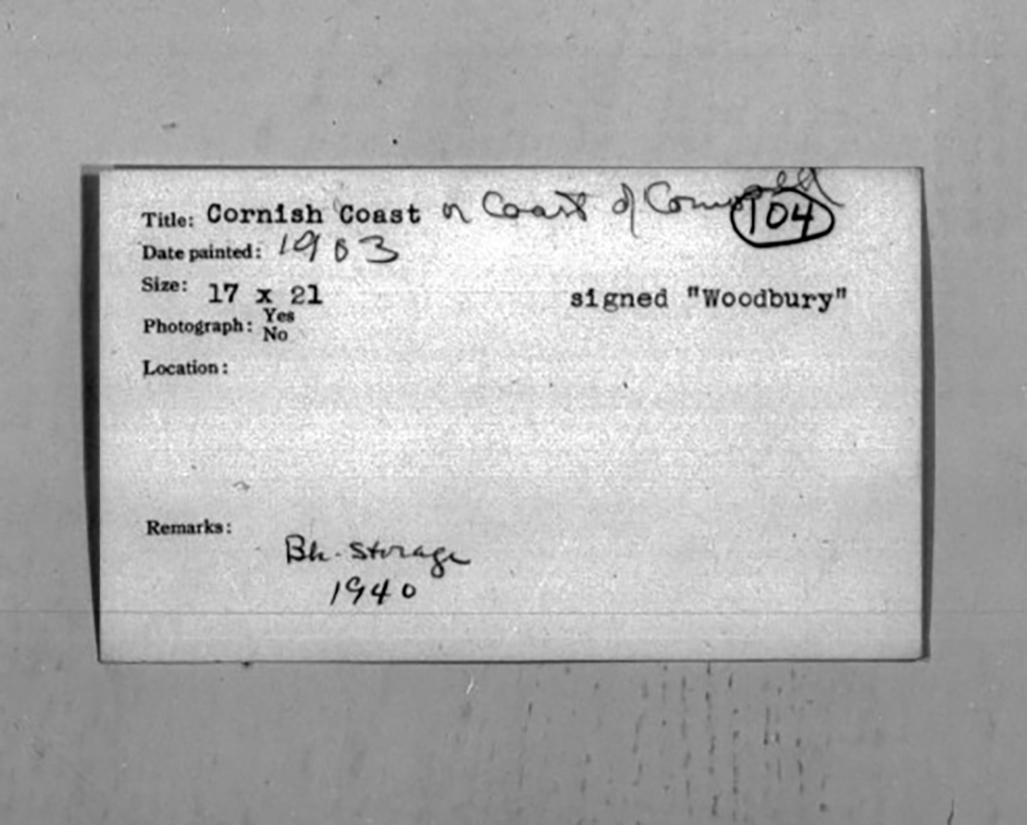 Title: Cornish Coast or Coast of Cornwall
104
Date painted: 1903
Size: 17 x 21 signed "Woodbury"
Photograph: Yes
No
Location:
Remarks:
Bh. Storage
1940